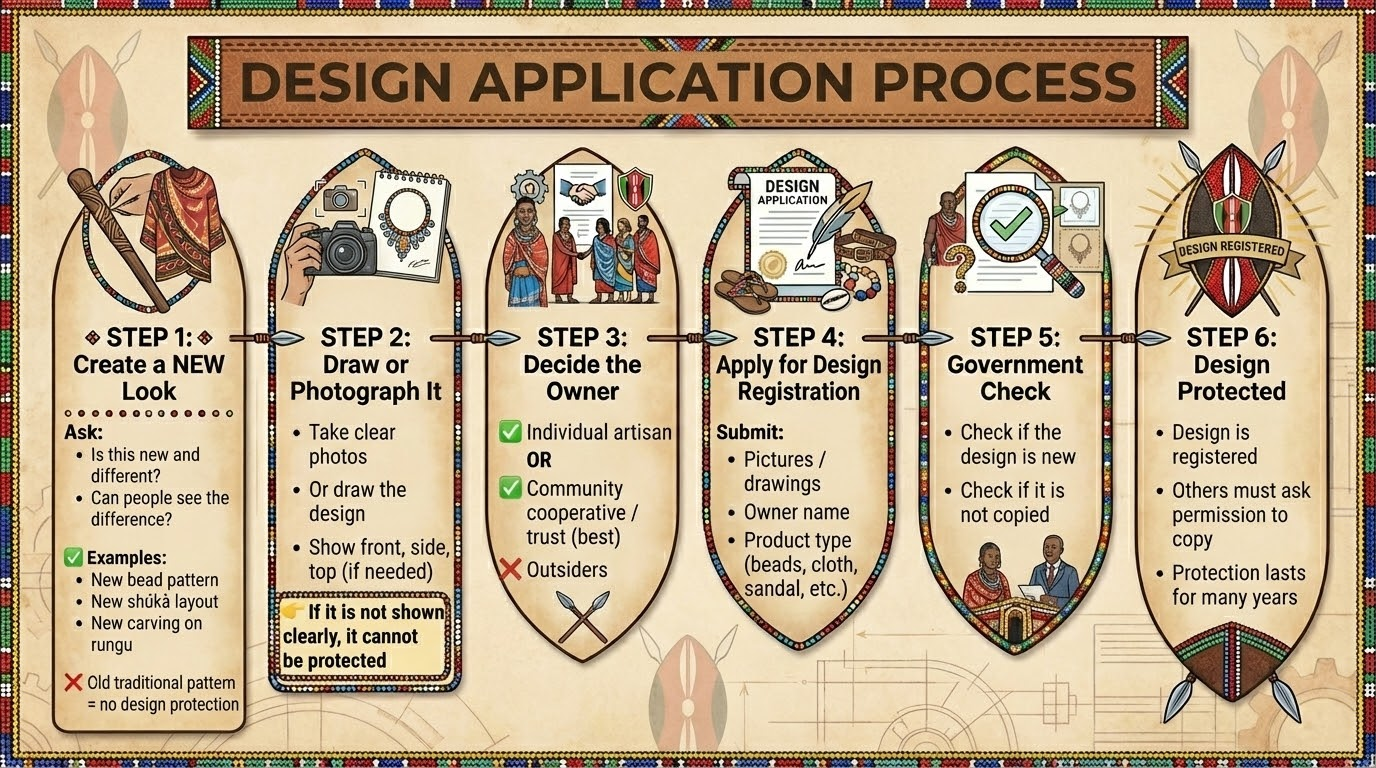 DESIGN APPLICATION PROCESS
STEP 1:
Create a NEW
Look
Ask:
• Is this new and
different?
• Can people see the
difference?
✅ Examples:
• New bead pattern
• New shúkà layout
• New carving on
rungu
❌ Old traditional pattern
= no design protection
STEP 2:
Draw or
Photograph It
• Take clear
photos
• Or draw the
design
• Show front, side,
top (if needed)
👉 If it is not shown
clearly, it cannot
be protected
STEP 3:
Decide the
Owner
✅ Individual artisan
OR
✅ Community
cooperative /
trust (best)
❌ Outsiders
DESIGN
APPLICATION
STEP 4:
Apply for Design
Registration
Submit:
• Pictures /
drawings
• Owner name
• Product type
(beads, cloth,
sandal, etc.)
?
STEP 5:
Government
Check
• Check if the
design is new
• Check if it is
not copied
DESIGN REGISTERED
STEP 6:
Design
Protected
• Design is
registered
• Others must ask
permission to
copy
• Protection lasts
for many years